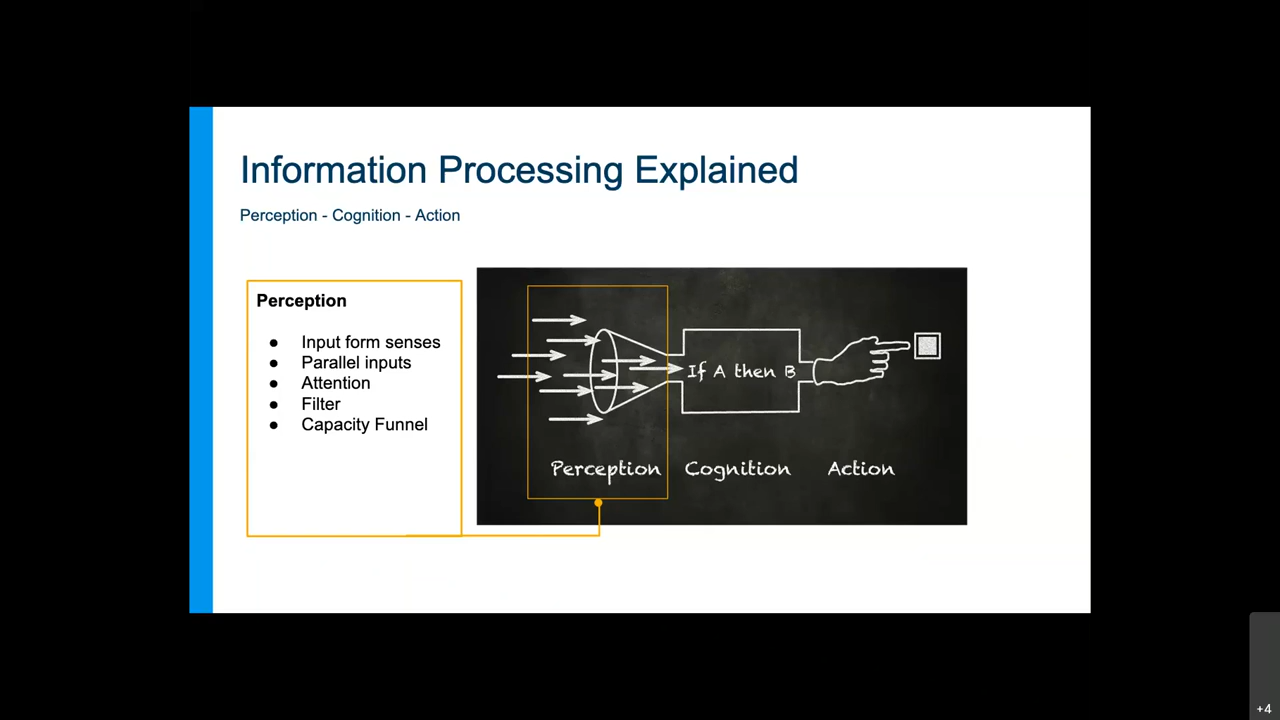 Information Processing Explained
Perception - Cognition - Action
Perception
● Input form senses
● Parallel inputs
● Attention
● Filter
● Capacity Funnel
If A then B
Perception Cognition Action
+4